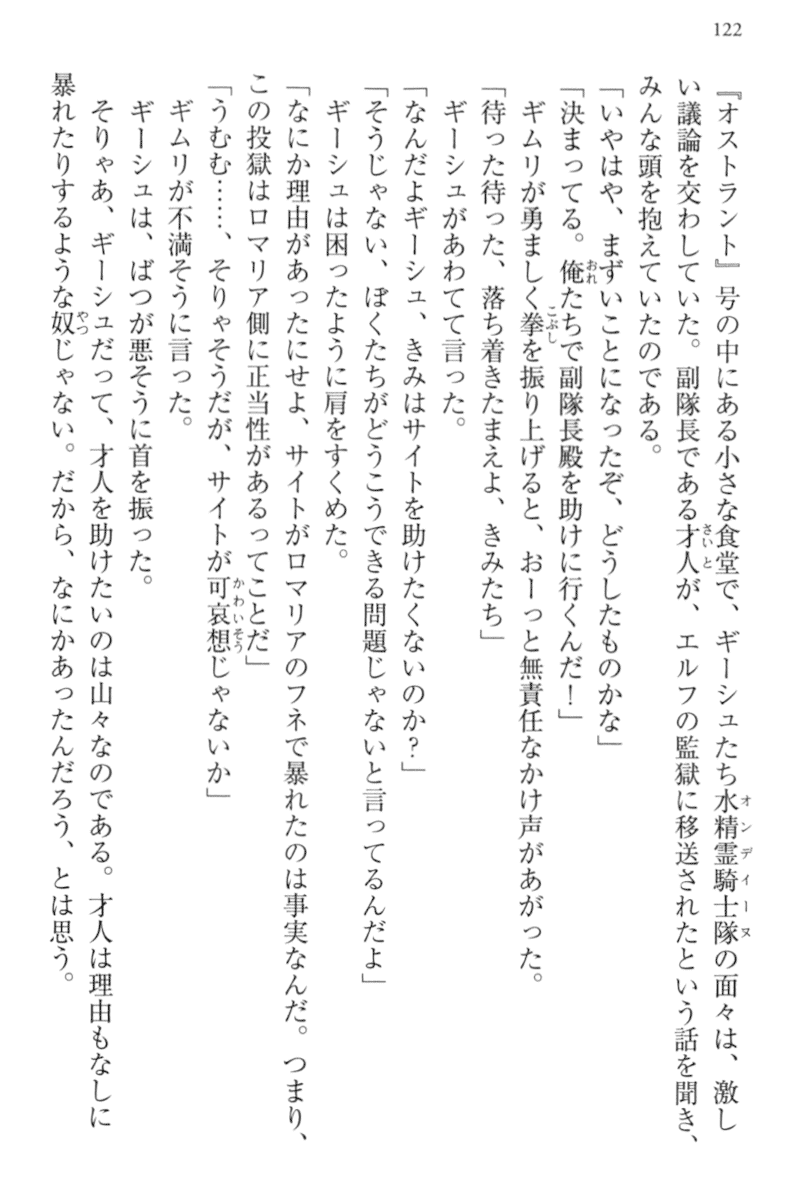 122
『オストラント』号の中にある小さな食堂で、ギーシュたち水精霊騎士隊の面々は、激し
い議論を交わしていた。副隊長である才人が、エルフの監獄に移送されたという話を聞き、
みんな頭を抱えていたのである。
「いやはや、まずいことになったぞ、どうしたものかな」
「決まってる。俺たちで副隊長殿を助けに行くんだ！」
ギムリが勇ましく拳を振り上げると、おーっと無責任なかけ声があがった。
「待った待った、落ち着きたまえよ、きみたち」
ギーシュがあわてて言った。
「なんだよギーシュ、きみはサイトを助けたくないのか？」
「そうじゃない、ぼくたちがどうこうできる問題じゃないと言ってるんだよ」
ギーシュは困ったように肩をすくめた。
「なにか理由があったにせよ、サイトがロマリアのフネで暴れたのは事実なんだ。つまり、
この投獄はロマリア側に正当性があるってことだ」
「うむむ……、そりゃそうだが、サイトが可哀想じゃないか」
ギムリが不満そうに言った。
ギーシュは、ばつが悪そうに首を振った。
そりゃあ、ギーシュだって、才人を助けたいのは山々なのである。才人は理由もなしに
暴れたりするような奴じゃない。だから、なにかあったんだろう、とは思う。